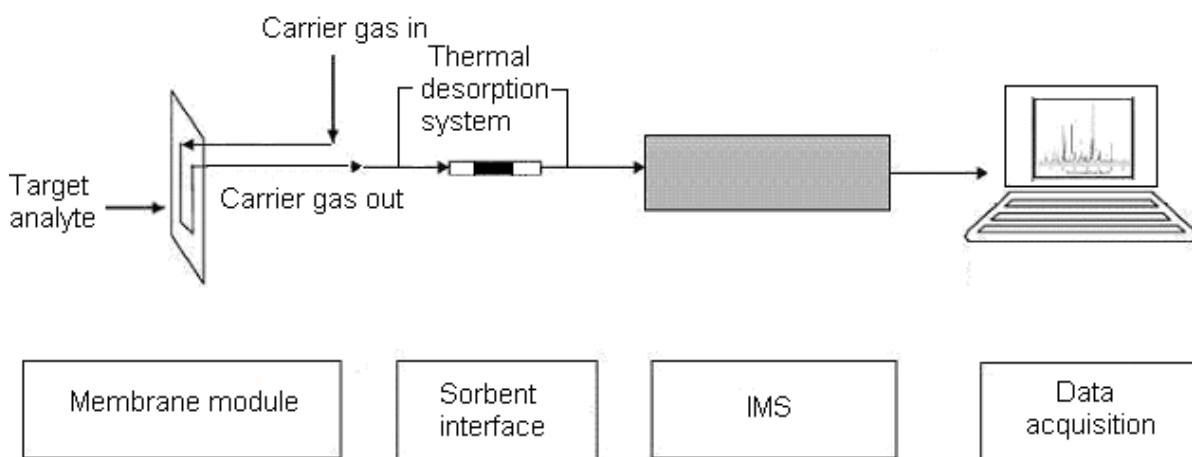 Carrier gas in
Thermal
desorption
system
Target
analyte
Carrier gas out
Membrane module
Sorbent
interface
IMS
Data
acquisition